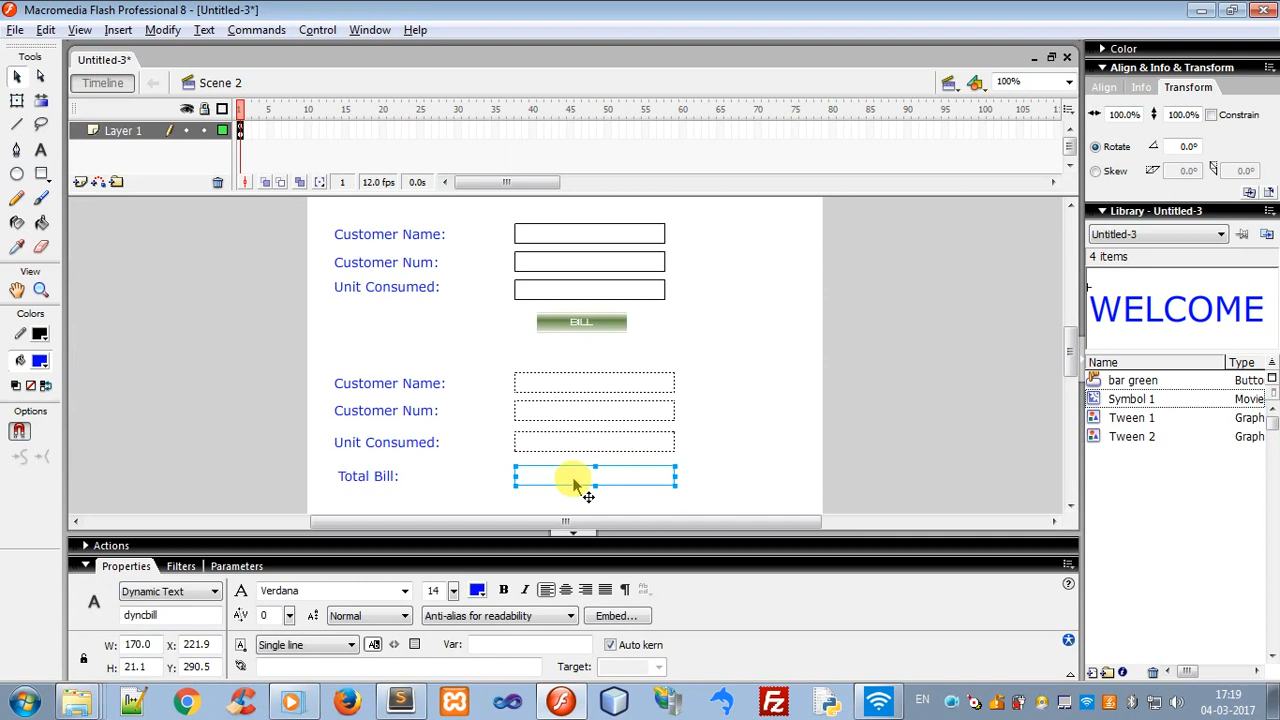 Macromedia Flash Professional 8 - [Untitled-3*]
File Edit View Insert Modify Text Commands Control Window Help
Tools
Untitled-3*
Timeline
Scene 2
100%
Color
Align & Info & Transform
Align Info Transform
1 5 10 15 20 25 30 35 40 45 50 55 60 65 70 75 80 85 90 95 100 105
Layer 1
100.0% 100.0% Constrain
Rotate 0.0°
Skew 0.0° 0.0°
1 12.0 fps 0.0s
Library - Untitled-3
Untitled-3
4 items
WELCOME
Name Type
bar green Butto
Symbol 1 Movie
Tween 1 Graph
Tween 2 Graph
View
Colors
Options
Customer Name:
Customer Num:
Unit Consumed:
BILL
Customer Name:
Customer Num:
Unit Consumed:
Total Bill:
Actions
Properties Filters Parameters
Dynamic Text A Verdana 14 B I
A
dyncbill A/V 0 Normal Anti-alias for readability Embed...
W: 170.0 X: 221.9 Single line Var: Auto kern
H: 21.1 Y: 290.5 Target:
EN
17:19
04-03-2017